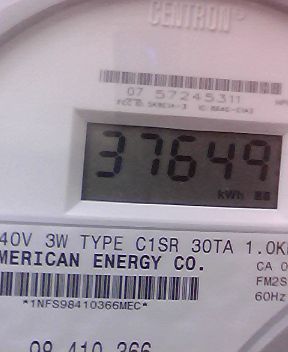 CENTRON®
07 57245311
37649
kWh
40V 3W TYPE C1SR 30TA 1.0K
MERICAN ENERGY CO.
CA 0
FM2S
*1NFS98410366MEC*
60Hz
98 410 366